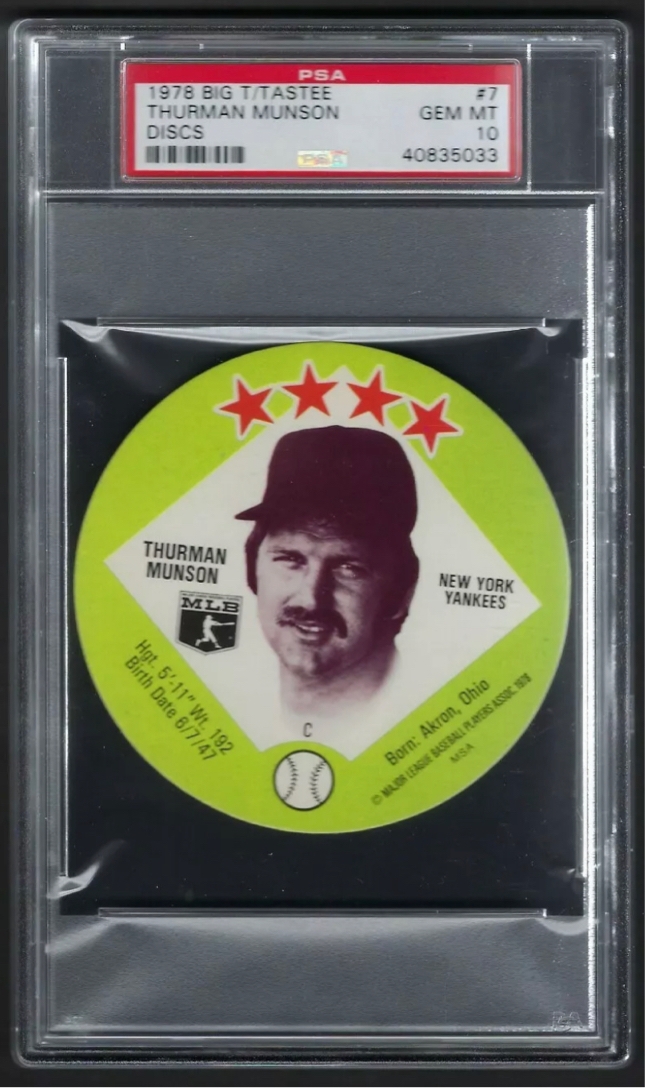 PSA
1978 BIG T/TASTEE #7
THURMAN MUNSON GEM MT
DISCS 10
PSA 40835033
THURMAN
MUNSON
MLB
NEW YORK
YANKEES
Hgt. 5'-11" Wt. 192
Birth Date 6/7/47
C
Born: Akron, Ohio
© MAJOR LEAGUE BASEBALL PLAYERS ASSOC. 1978
MSA